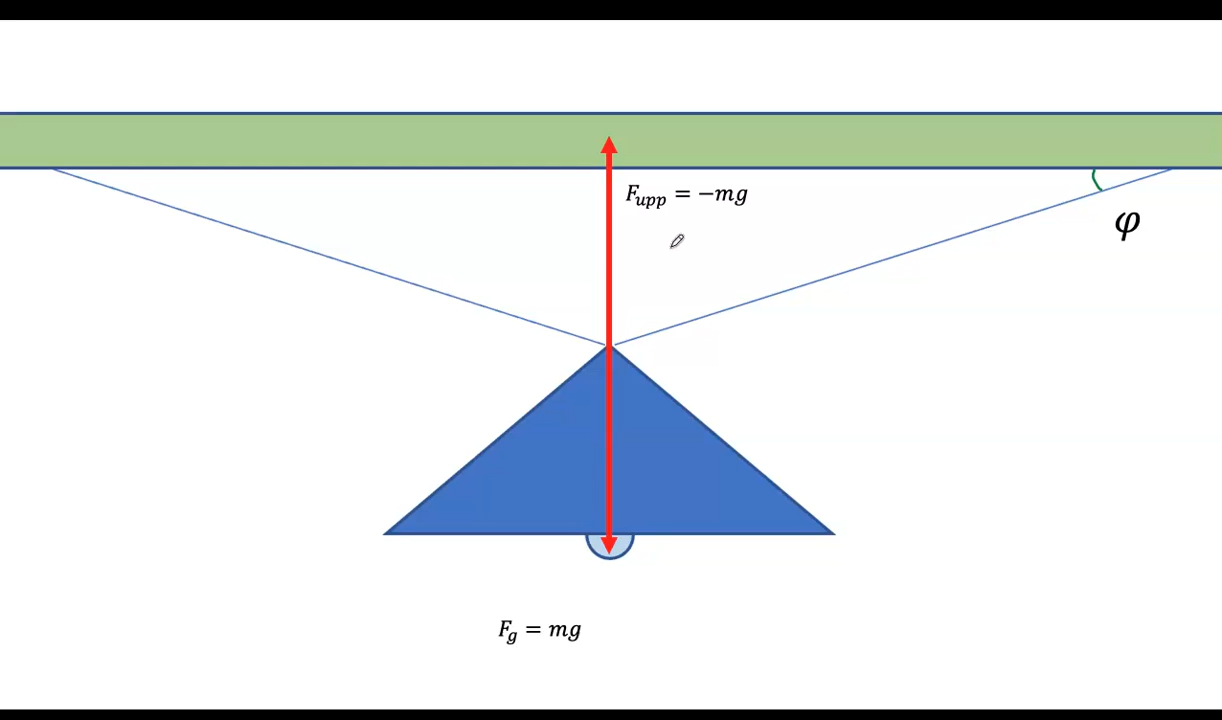 F_upp = −mg
φ
F_g = mg